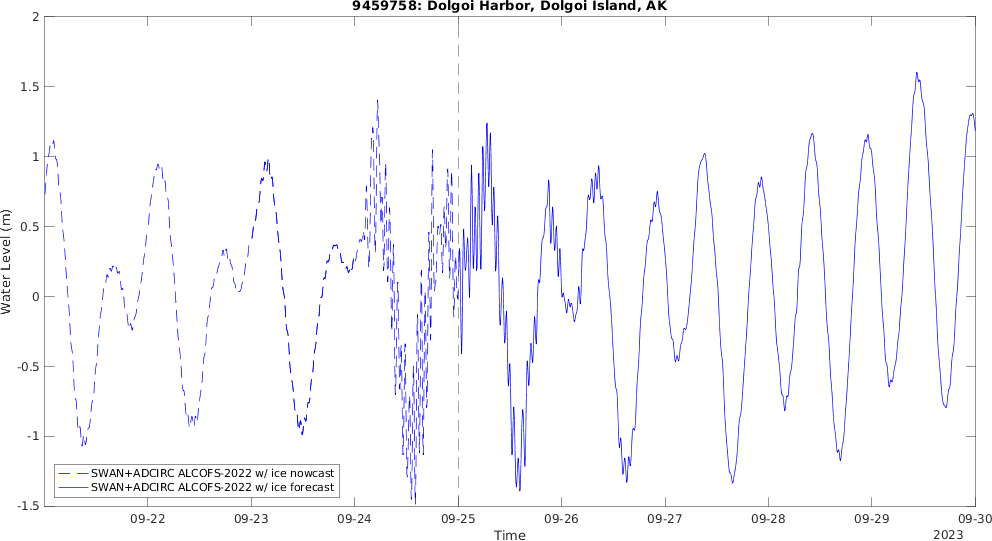 9459758: Dolgoi Harbor, Dolgoi Island, AK
2
1.5
1
0.5
0
-0.5
-1
-1.5
Water Level (m)
SWAN+ADCIRC ALCOFS-2022 w/ ice nowcast
SWAN+ADCIRC ALCOFS-2022 w/ ice forecast
09-22 09-23 09-24 09-25 09-26 09-27 09-28 09-29 09-30
Time
2023